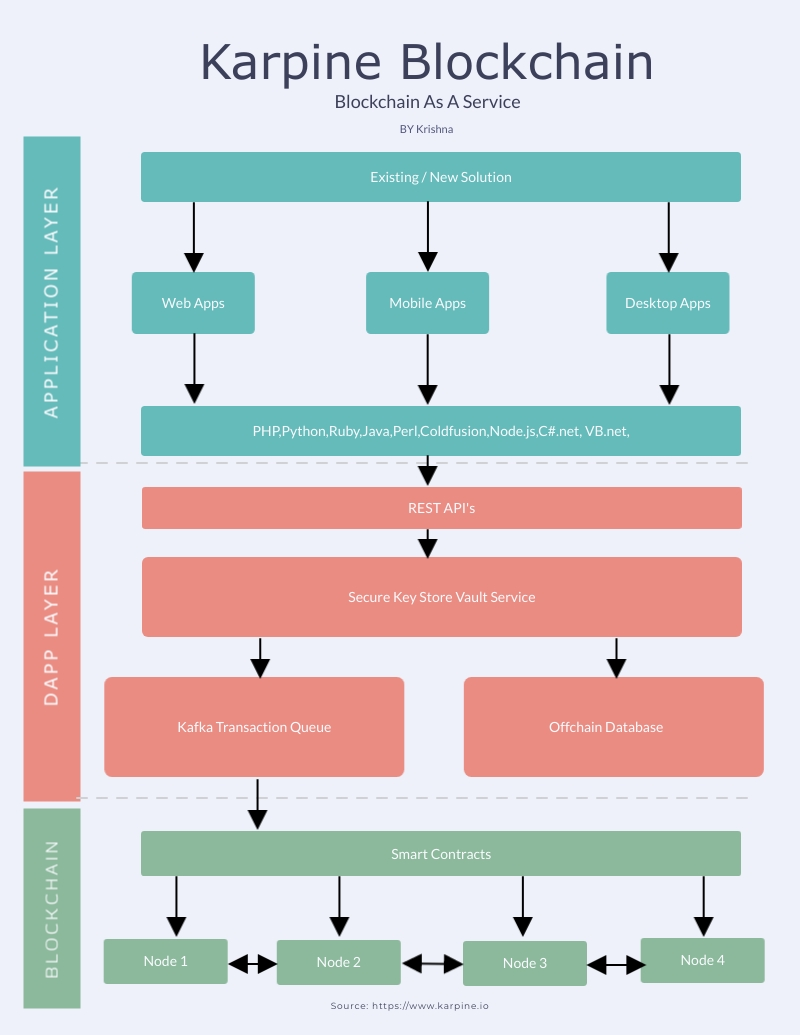 Karpine Blockchain
Blockchain As A Service
BY Krishna
APPLICATION LAYER
Existing / New Solution
Web Apps
Mobile Apps
Desktop Apps
PHP,Python,Ruby,Java,Perl,Coldfusion,Node.js,C#.net, VB.net,
DAPP LAYER
REST API's
Secure Key Store Vault Service
Kafka Transaction Queue
Offchain Database
BLOCKCHAIN
Smart Contracts
Node 1
Node 2
Node 3
Node 4
Source: https://www.karpine.io